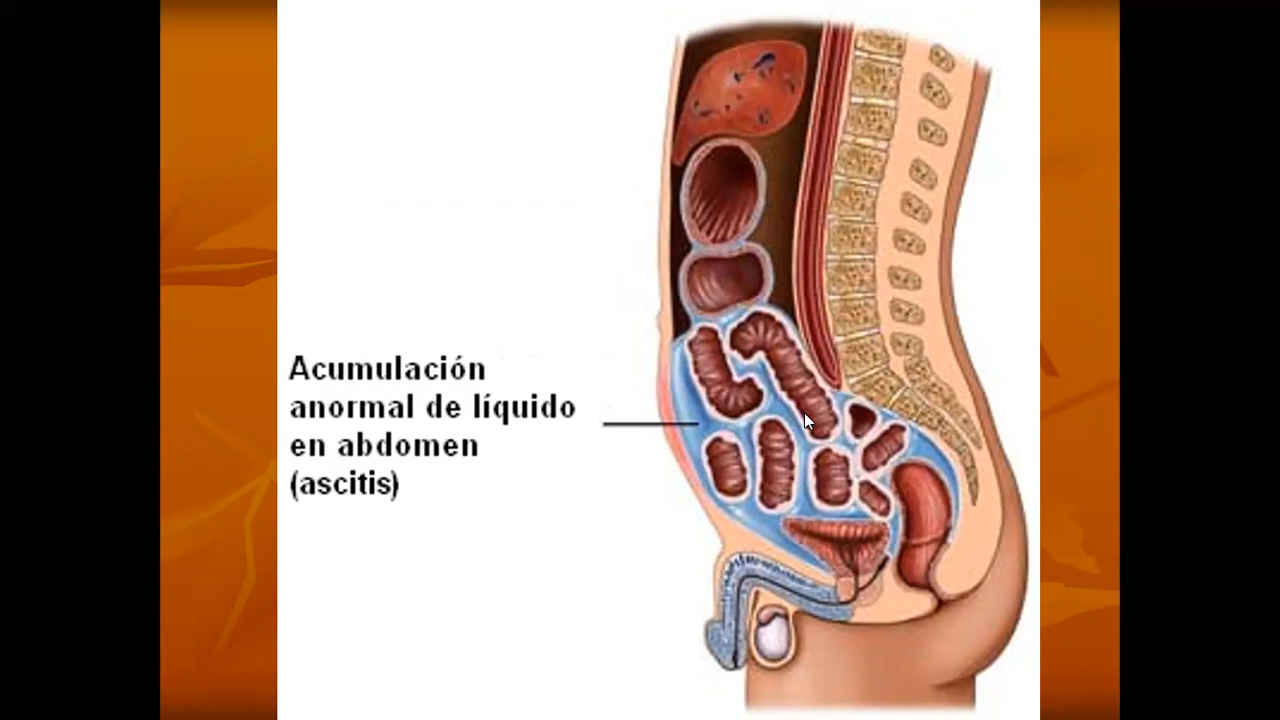 Acumulación
anormal de líquido
en abdomen
(ascitis)